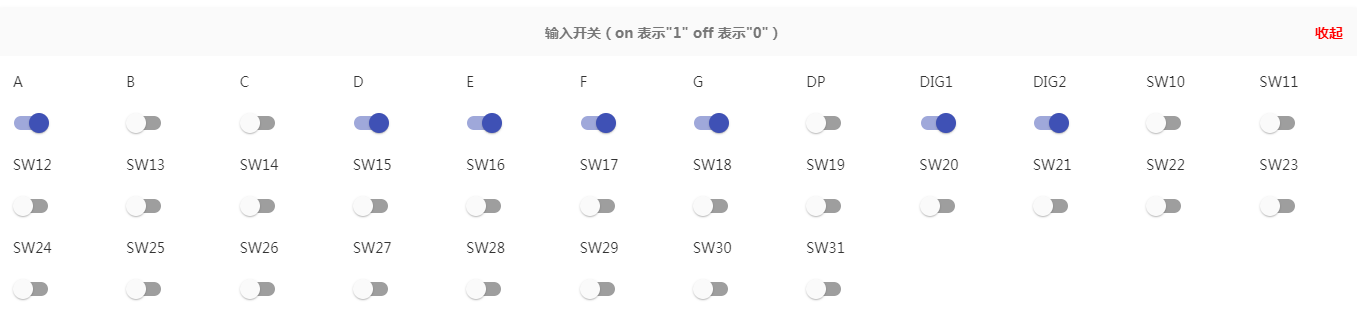 输入开关（on 表示"1" off 表示"0"） 收起
A B C D E F G DP DIG1 DIG2 SW10 SW11
SW12 SW13 SW14 SW15 SW16 SW17 SW18 SW19 SW20 SW21 SW22 SW23
SW24 SW25 SW26 SW27 SW28 SW29 SW30 SW31